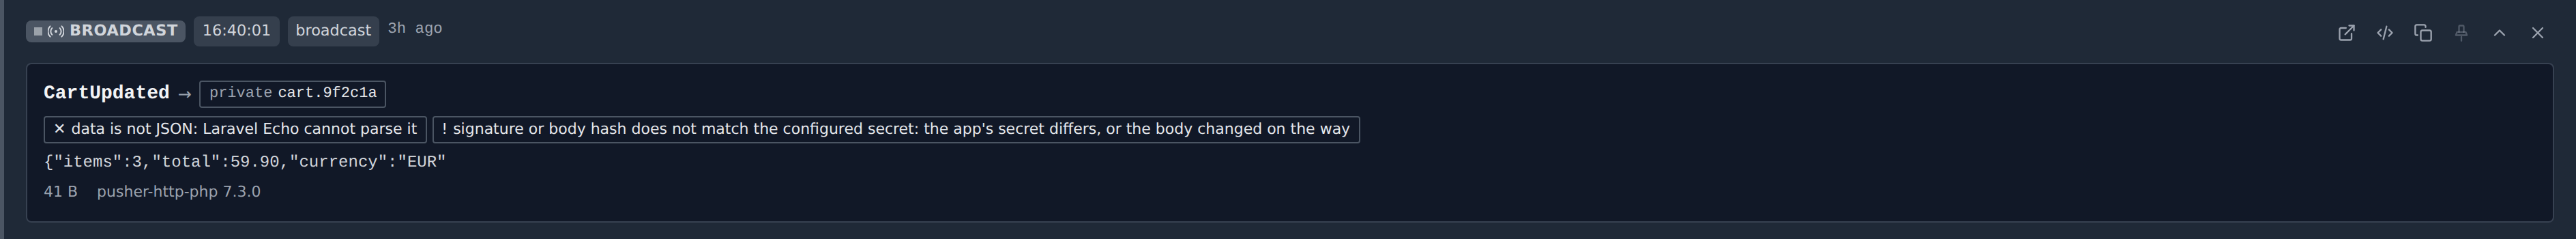 BROADCAST 16:40:01 broadcast 3h ago
CartUpdated → private cart.9f2c1a
✕ data is not JSON: Laravel Echo cannot parse it ! signature or body hash does not match the configured secret: the app's secret differs, or the body changed on the way
{"items":3,"total":59.90,"currency":"EUR"
41 B pusher-http-php 7.3.0